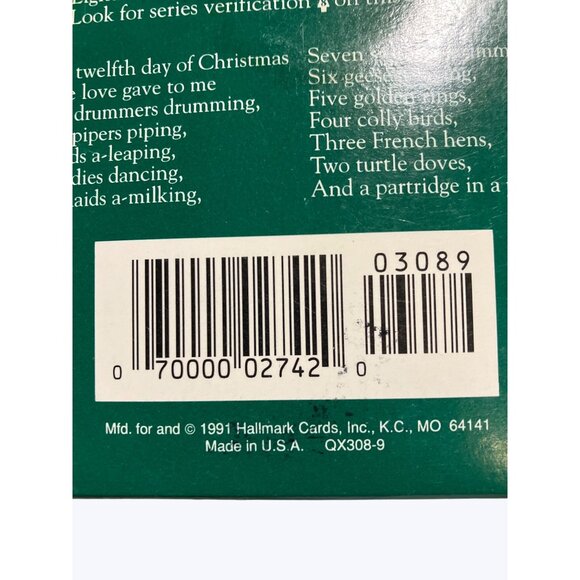 Look for series verification 4 on this
twelfth day of Christmas
love gave to me
drummers drumming,
pipers piping,
a-leaping,
dancing,
a-milking,
Seven
Six geese
Five golden rings,
Four colly birds,
Three French hens,
Two turtle doves,
And a partridge in a
03089
0 70000 02742 0
Mfd. for and © 1991 Hallmark Cards, Inc., K.C., MO 64141
Made in U.S.A. QX308-9